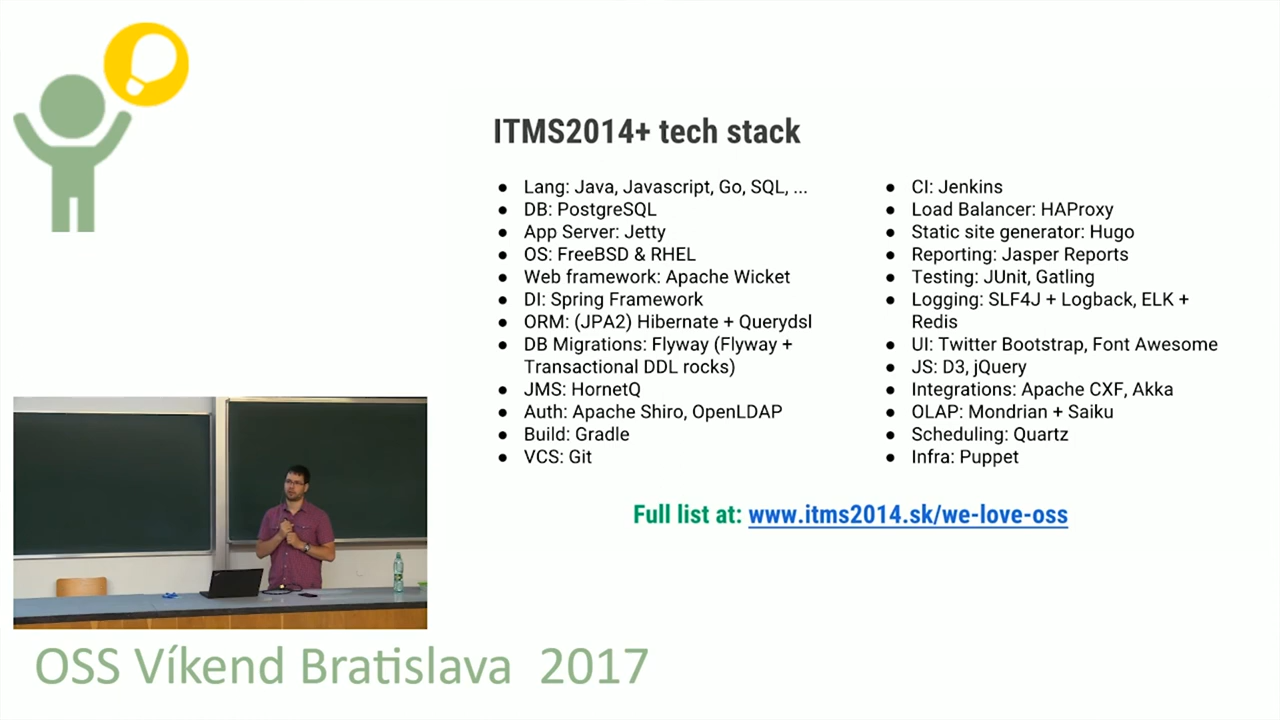 ITMS2014+ tech stack
● Lang: Java, Javascript, Go, SQL, ...
● DB: PostgreSQL
● App Server: Jetty
● OS: FreeBSD & RHEL
● Web framework: Apache Wicket
● DI: Spring Framework
● ORM: (JPA2) Hibernate + Querydsl
● DB Migrations: Flyway (Flyway +
Transactional DDL rocks)
● JMS: HornetQ
● Auth: Apache Shiro, OpenLDAP
● Build: Gradle
● VCS: Git
● CI: Jenkins
● Load Balancer: HAProxy
● Static site generator: Hugo
● Reporting: Jasper Reports
● Testing: JUnit, Gatling
● Logging: SLF4J + Logback, ELK +
Redis
● UI: Twitter Bootstrap, Font Awesome
● JS: D3, jQuery
● Integrations: Apache CXF, Akka
● OLAP: Mondrian + Saiku
● Scheduling: Quartz
● Infra: Puppet
Full list at: www.itms2014.sk/we-love-oss
OSS Víkend Bratislava 2017